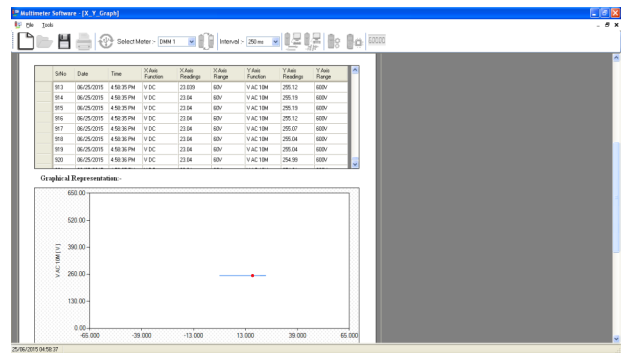 Multimeter Software - [X_Y_Graph]
File Tools
Select Meter :- DMM 1 Interval :- 250 ms
SrNo Date Time X Axis Function X Axis Readings X Axis Range Y Axis Function Y Axis Readings Y Axis Range
913 06/25/2015 4:58:35 PM V DC 23.039 60V V AC 10M 255.12 600V
914 06/25/2015 4:58:35 PM V DC 23.04 60V V AC 10M 255.19 600V
915 06/25/2015 4:58:35 PM V DC 23.04 60V V AC 10M 255.19 600V
916 06/25/2015 4:58:35 PM V DC 23.04 60V V AC 10M 255.12 600V
917 06/25/2015 4:58:36 PM V DC 23.04 60V V AC 10M 255.07 600V
918 06/25/2015 4:58:36 PM V DC 23.04 60V V AC 10M 255.04 600V
919 06/25/2015 4:58:36 PM V DC 23.04 60V V AC 10M 255.04 600V
920 06/25/2015 4:58:36 PM V DC 23.04 60V V AC 10M 254.99 600V
Graphical Representation:-
650.00
520.00
390.00
V AC 10M [ V ]
260.00
130.00
0.00
-65.000 -39.000 -13.000 13.000 39.000 65.000
25/06/2015 04:58:37